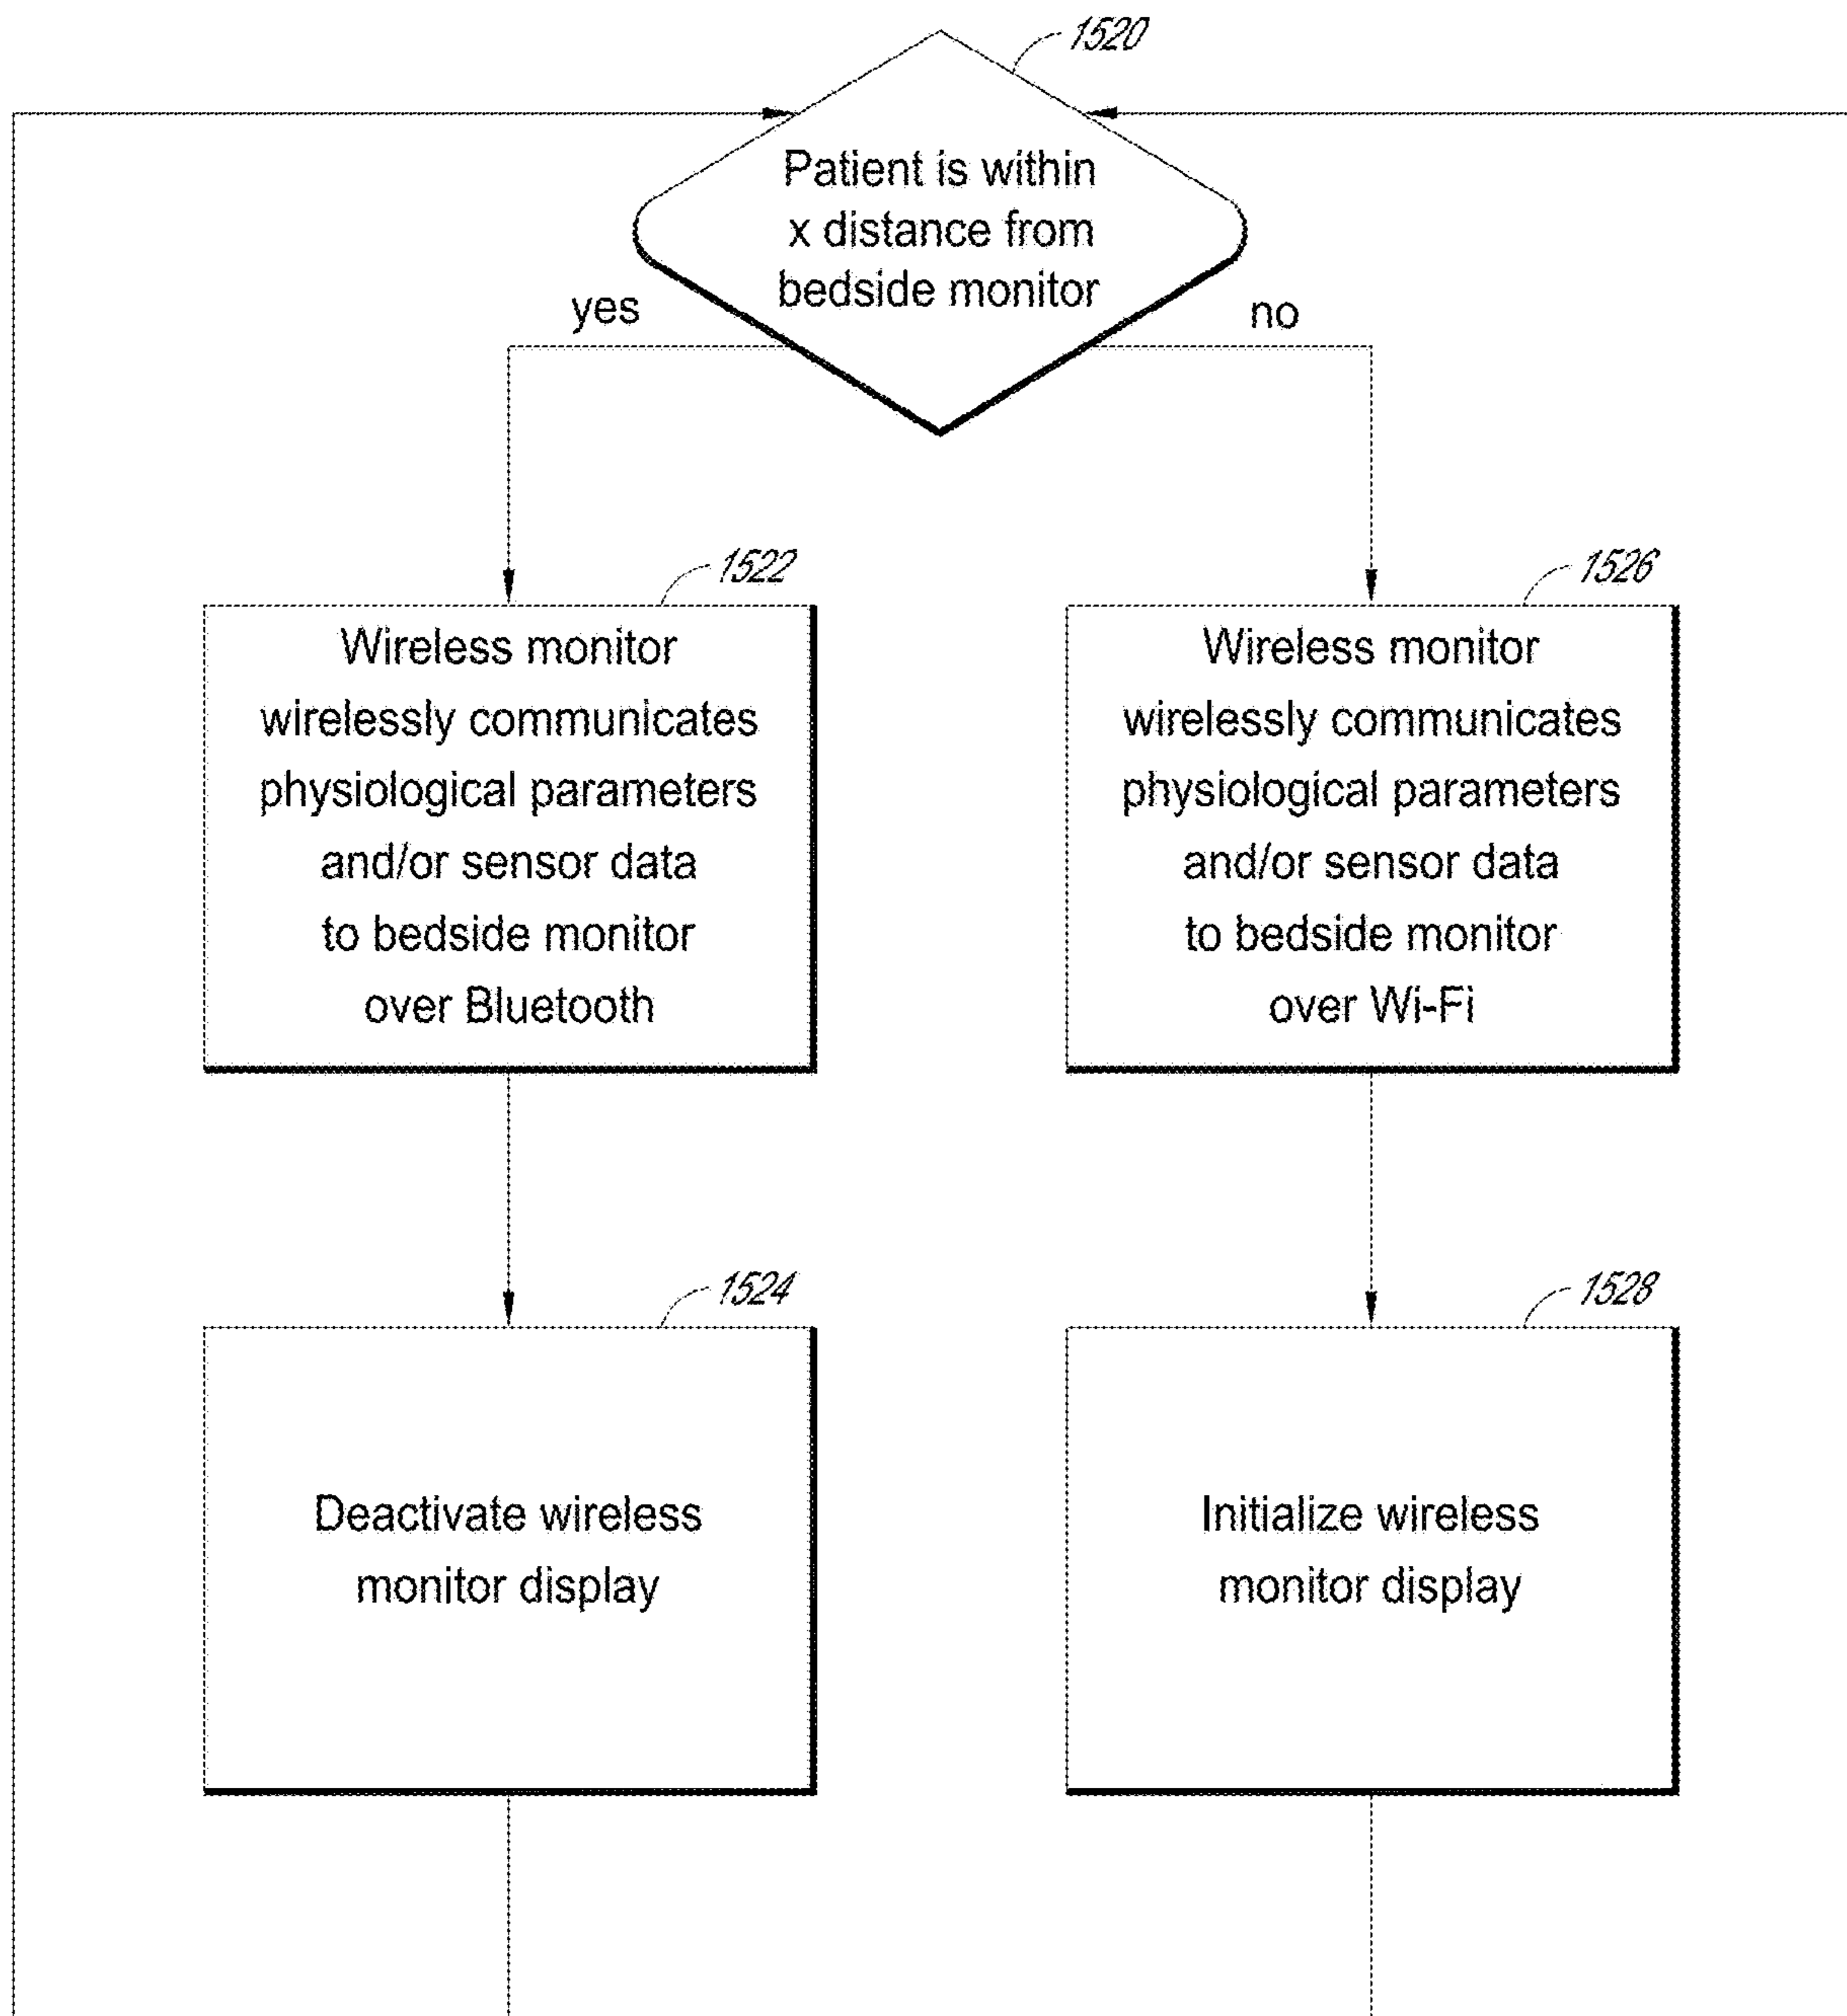 1520
Patient is within
x distance from
bedside monitor
yes
no
1522
Wireless monitor
wirelessly communicates
physiological parameters
and/or sensor data
to bedside monitor
over Bluetooth
1526
Wireless monitor
wirelessly communicates
physiological parameters
and/or sensor data
to bedside monitor
over Wi-Fi
1524
Deactivate wireless
monitor display
1528
Initialize wireless
monitor display